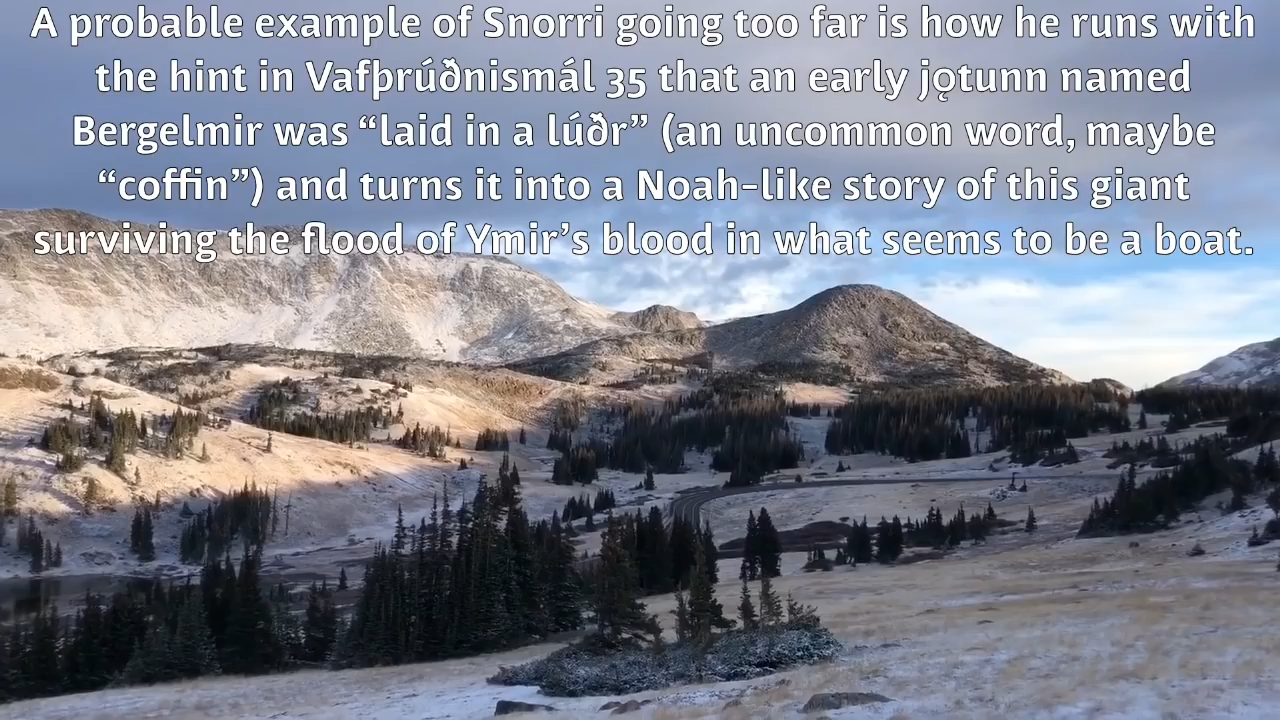 A probable example of Snorri going too far is how he runs with
the hint in Vafþrúðnismál 35 that an early jǫtunn named
Bergelmir was “laid in a lúðr” (an uncommon word, maybe
“coffin”) and turns it into a Noah-like story of this giant
surviving the flood of Ymir’s blood in what seems to be a boat.